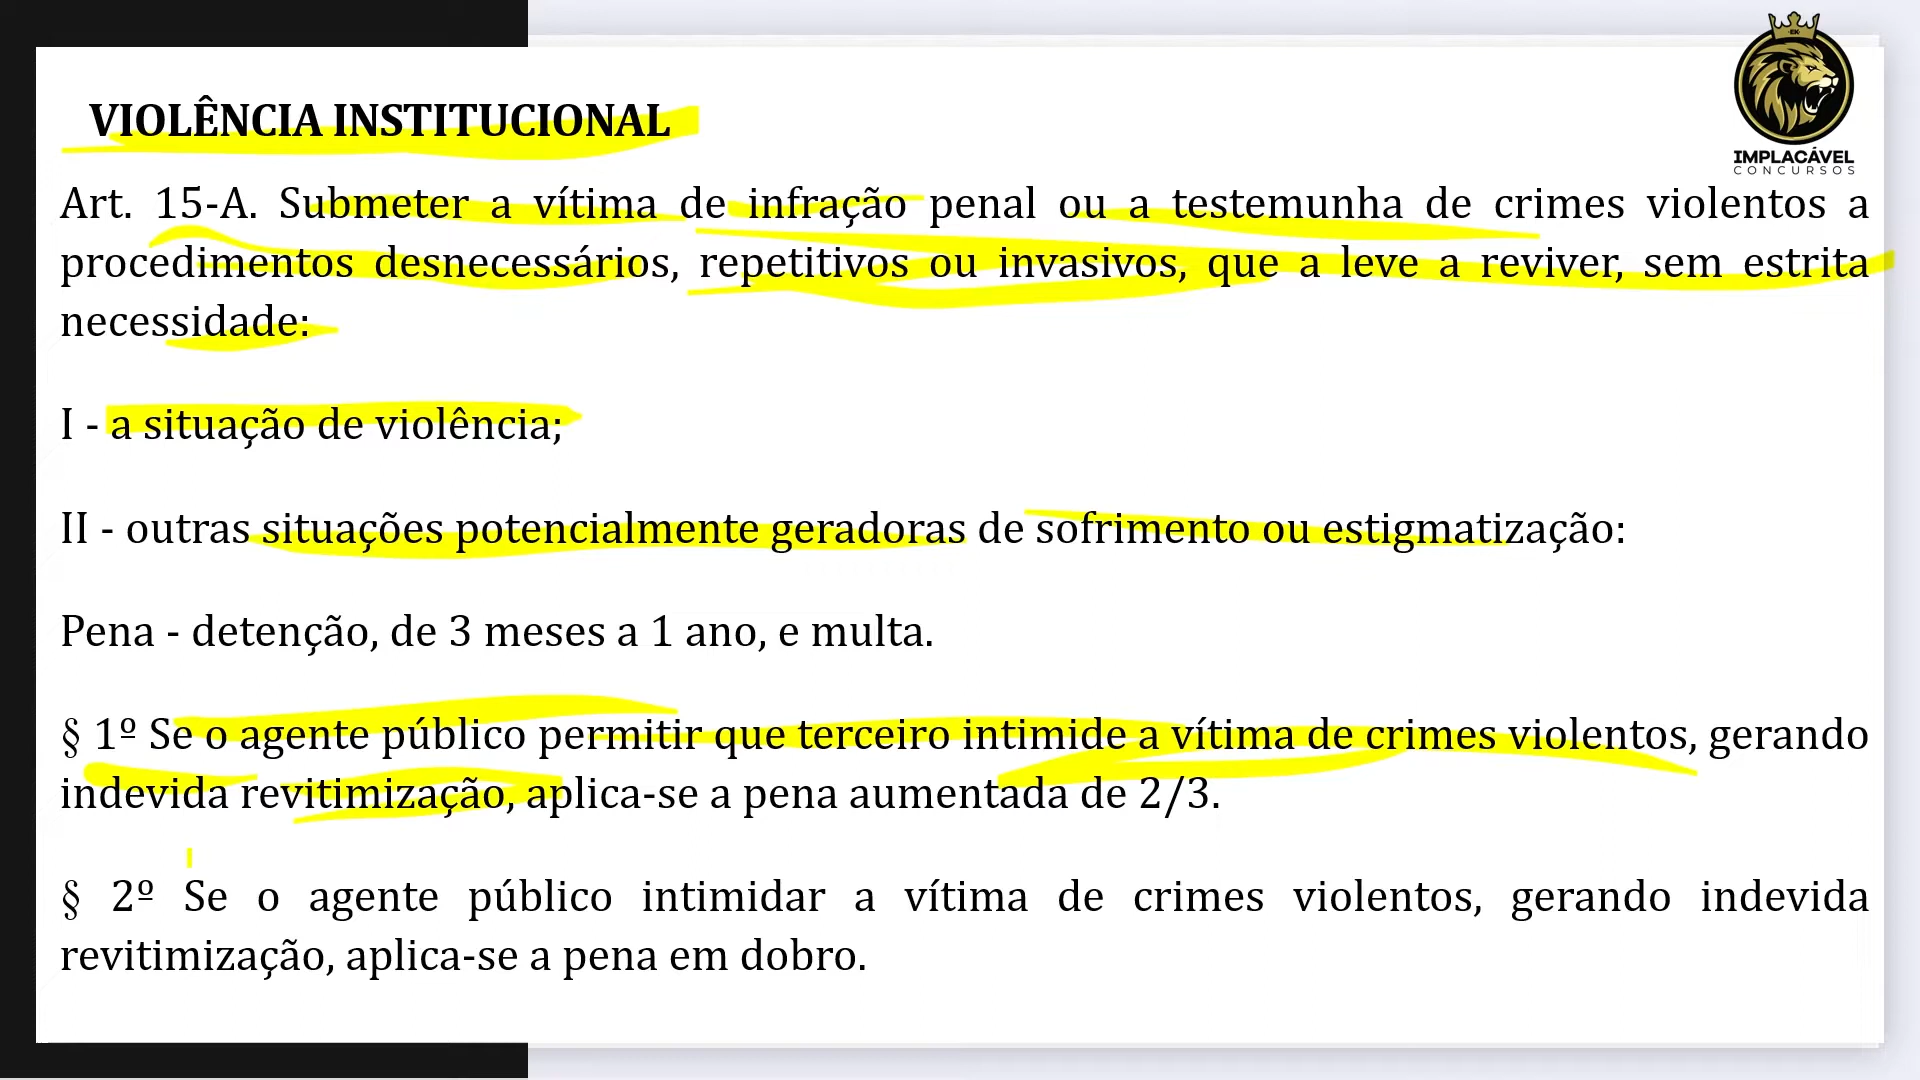 EK
IMPLACÁVEL
CONCURSOS
VIOLÊNCIA INSTITUCIONAL
Art. 15-A. Submeter a vítima de infração penal ou a testemunha de crimes violentos a
procedimentos desnecessários, repetitivos ou invasivos, que a leve a reviver, sem estrita
necessidade:
I - a situação de violência;
II - outras situações potencialmente geradoras de sofrimento ou estigmatização:
Pena - detenção, de 3 meses a 1 ano, e multa.
§ 1º Se o agente público permitir que terceiro intimide a vítima de crimes violentos, gerando
indevida revitimização, aplica-se a pena aumentada de 2/3.
§ 2º Se o agente público intimidar a vítima de crimes violentos, gerando indevida
revitimização, aplica-se a pena em dobro.